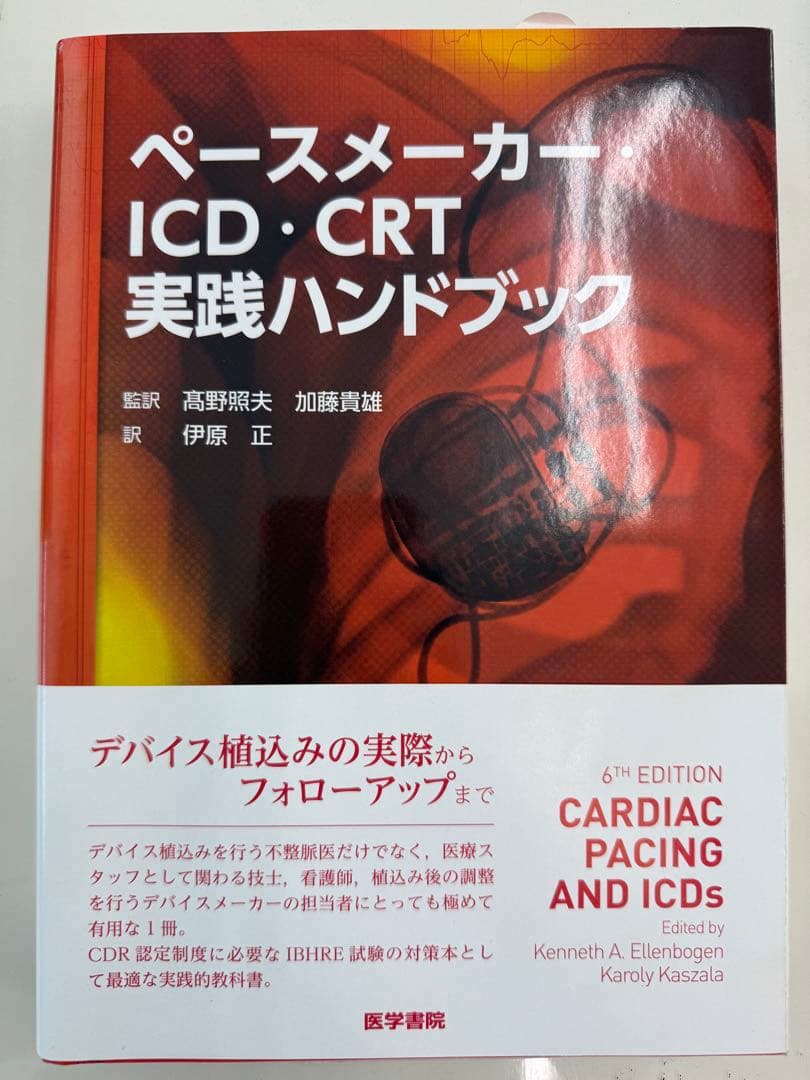 ペースメーカー・
ICD・CRT
実践ハンドブック
監訳 髙野照夫 加藤貴雄
訳 伊原 正
デバイス植込みの実際から
フォローアップまで
デバイス植込みを行う不整脈医だけでなく，医療ス
タッフとして関わる技士，看護師，植込み後の調整
を行うデバイスメーカーの担当者にとっても極めて
有用な1冊。
CDR認定制度に必要なIBHRE試験の対策本とし
て最適な実践的教科書。
6TH EDITION
CARDIAC
PACING
AND ICDs
Edited by
Kenneth A. Ellenbogen
Karoly Kaszala
医学書院